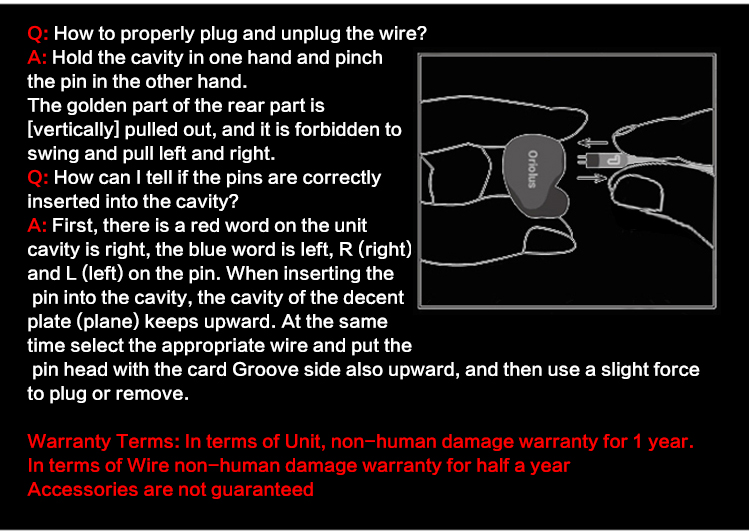 Q: How to properly plug and unplug the wire?
A: Hold the cavity in one hand and pinch
the pin in the other hand.
The golden part of the rear part is
[vertically] pulled out, and it is forbidden to
swing and pull left and right.
Q: How can I tell if the pins are correctly
inserted into the cavity?
A: First, there is a red word on the unit
cavity is right, the blue word is left, R (right)
and L (left) on the pin. When inserting the
pin into the cavity, the cavity of the decent
plate (plane) keeps upward. At the same
time select the appropriate wire and put the
pin head with the card Groove side also upward, and then use a slight force
to plug or remove.
Oriolus
Warranty Terms: In terms of Unit, non-human damage warranty for 1 year.
In terms of Wire non-human damage warranty for half a year
Accessories are not guaranteed